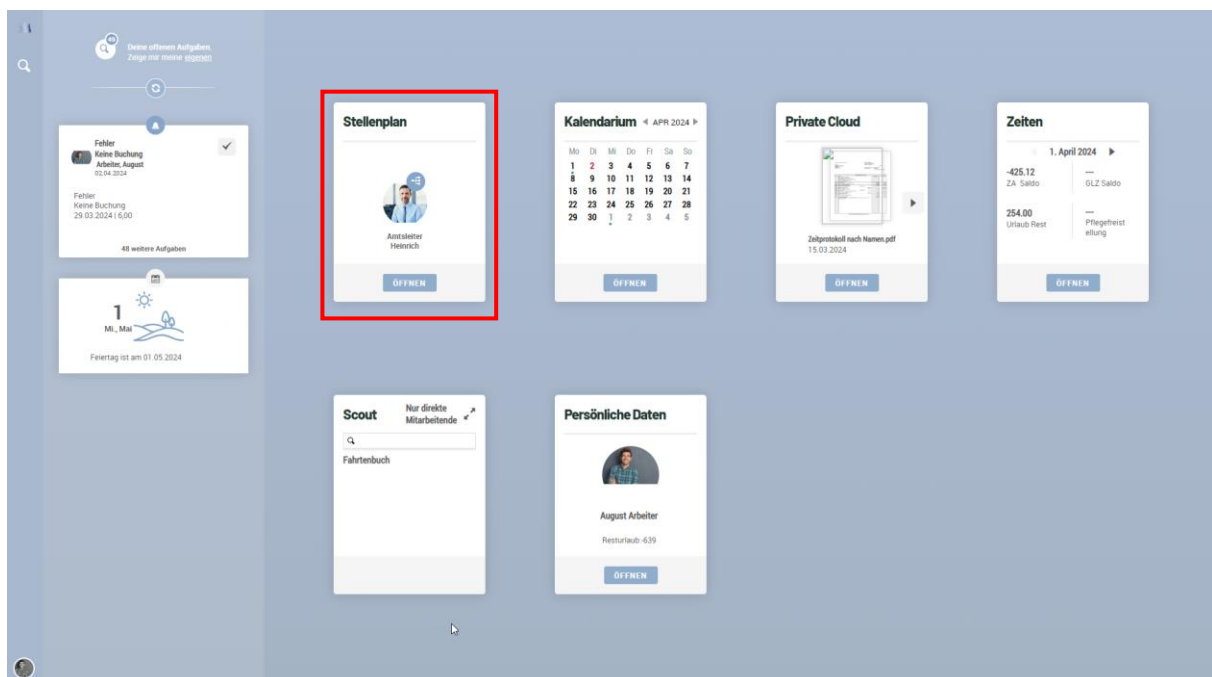 49
Deine offenen Aufgaben.
Zeige mir meine eigenen
Fehler
Keine Buchung
Arbeiter, August
02.04.2024
Fehler
Keine Buchung
29.03.2024 | 6,00
48 weitere Aufgaben
1
Mi., Mai
Feiertag ist am 01.05.2024
Stellenplan
Amtsleiter
Heinrich
ÖFFNEN
Kalendarium APR 2024
Mo Di Mi Do Fr Sa So
1 2 3 4 5 6 7
8 9 10 11 12 13 14
15 16 17 18 19 20 21
22 23 24 25 26 27 28
29 30 1 2 3 4 5
ÖFFNEN
Private Cloud
Zeitprotokoll nach Namen.pdf
15.03.2024
ÖFFNEN
Zeiten
1. April 2024
-425.12 ---
ZA Saldo GLZ Saldo
254.00 ---
Urlaub Rest Pflegefreist
ellung
ÖFFNEN
Scout Nur direkte
Mitarbeitende
Fahrtenbuch
Persönliche Daten
August Arbeiter
Resturlaub:-639
ÖFFNEN